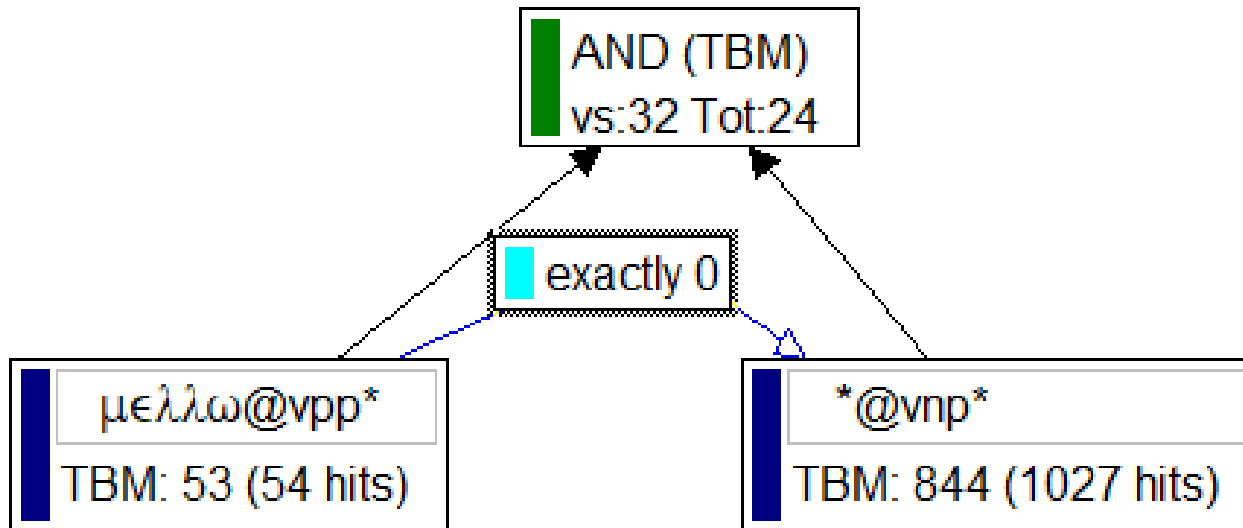 AND (TBM)
vs:32 Tot:24
exactly 0
μελλω@vpp*
TBM: 53 (54 hits)
*@vnp*
TBM: 844 (1027 hits)